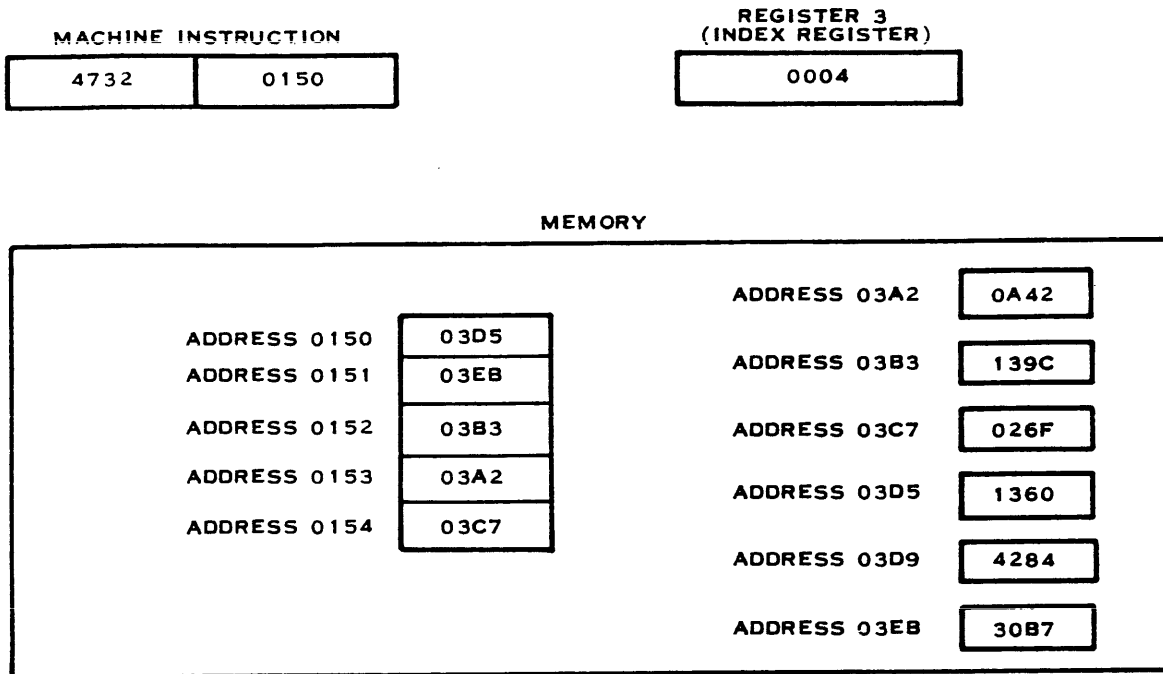 MACHINE INSTRUCTION
4732 0150
REGISTER 3
(INDEX REGISTER)
0004
MEMORY
ADDRESS 0150 03D5
ADDRESS 0151 03EB
ADDRESS 0152 03B3
ADDRESS 0153 03A2
ADDRESS 0154 03C7
ADDRESS 03A2 0A42
ADDRESS 03B3 139C
ADDRESS 03C7 026F
ADDRESS 03D5 1360
ADDRESS 03D9 4284
ADDRESS 03EB 30B7